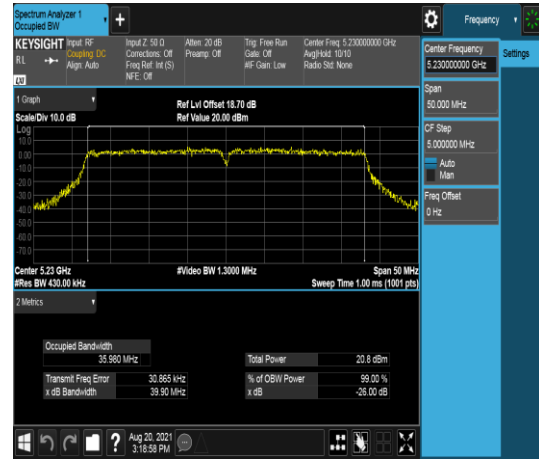 Spectrum Analyzer 1
Occupied BW
Frequency
KEYSIGHT
RL
LXI
Input: RF
Coupling: DC
Align: Auto
Input Z: 50 Ω
Corrections: Off
Freq Ref: Int (S)
NFE: Off
Atten: 20 dB
Preamp: Off
Trig: Free Run
Gate: Off
#IF Gain: Low
Center Freq: 5.230000000 GHz
Avg|Hold: 10/10
Radio Std: None
Center Frequency
5.230000000 GHz
Settings
Span
50.000 MHz
CF Step
5.000000 MHz
Auto
Man
Freq Offset
0 Hz
1 Graph
Scale/Div 10.0 dB
Ref Lvl Offset 18.70 dB
Ref Value 20.00 dBm
Log
10.0
0.00
-10.0
-20.0
-30.0
-40.0
-50.0
-60.0
-70.0
Center 5.23 GHz
#Res BW 430.00 kHz
#Video BW 1.3000 MHz
Span 50 MHz
Sweep Time 1.00 ms (1001 pts)
2 Metrics
Occupied Bandwidth
35.980 MHz
Total Power 20.8 dBm
Transmit Freq Error 30.865 kHz
% of OBW Power 99.00 %
x dB Bandwidth 39.90 MHz
x dB -26.00 dB
?
Aug 20, 2021
3:18:58 PM